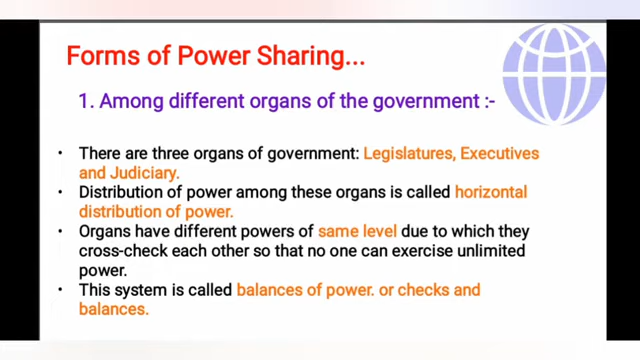 Forms of Power Sharing...
1. Among different organs of the government :-
• There are three organs of government: Legislatures, Executives
and Judiciary.
• Distribution of power among these organs is called horizontal
distribution of power.
• Organs have different powers of same level due to which they
cross-check each other so that no one can exercise unlimited
power.
• This system is called balances of power. or checks and
balances.